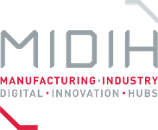 MIDIH
MANUFACTURING · INDUSTRY
DIGITAL · INNOVATION · HUBS